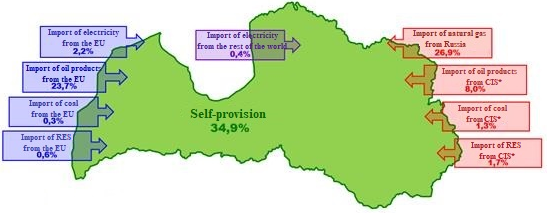 Import of electricity
from the EU
2,2%
Import of oil products
from the EU
23,7%
Import of coal
from the EU
0,3%
Import of RES
from the EU
0,6%
Import of electricity
from the rest of the world
0,4%
Self-provision
34,9%
Import of natural gas
from Russia
26,9%
Import of oil products
from CIS*
8,0%
Import of coal
from CIS*
1,3%
Import of RES
from CIS*
1,7%